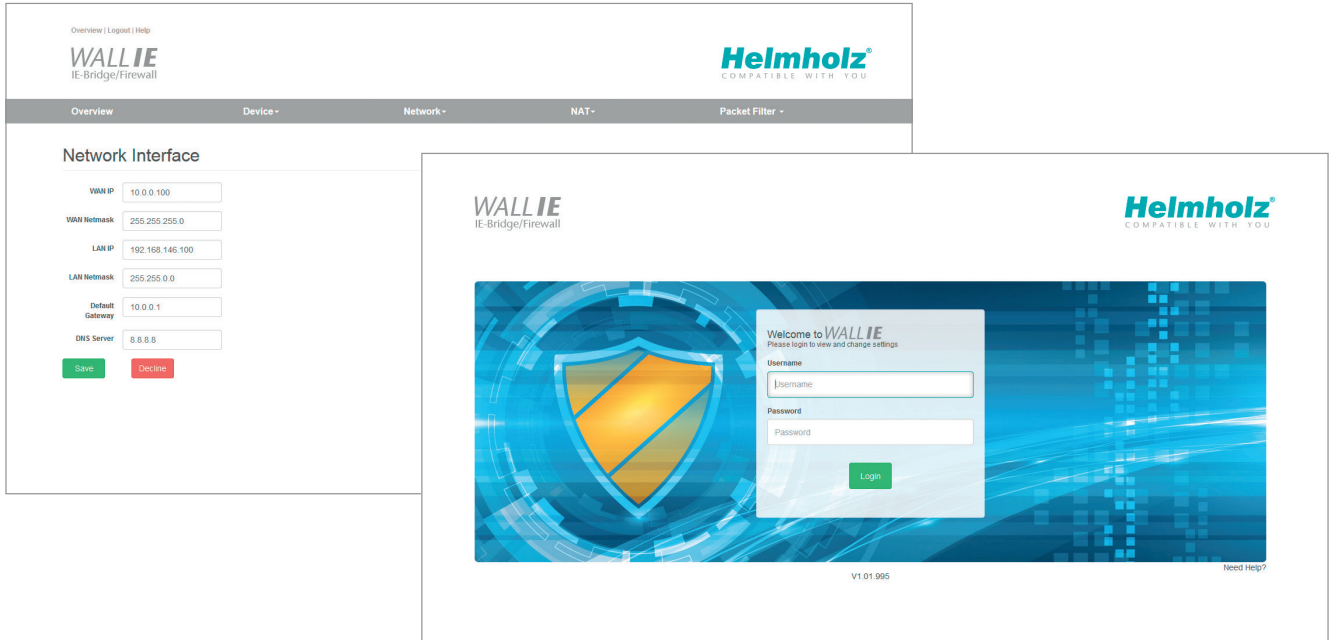 Overview | Logout | Help
WALL IE
IE-Bridge/Firewall
Helmholz®
COMPATIBLE WITH YOU
Overview Device Network NAT Packet Filter
Network Interface
WAN IP 10.0.0.100
WAN Netmask 255.255.255.0
LAN IP 192.168.146.100
LAN Netmask 255.255.0.0
Default Gateway 10.0.0.1
DNS Server 8.8.8.8
Save Decline
WALL IE
IE-Bridge/Firewall
Helmholz®
COMPATIBLE WITH YOU
Welcome to WALL IE
Please login to view and change settings
Username
Username
Password
Password
Login
V1.01.995
Need Help?